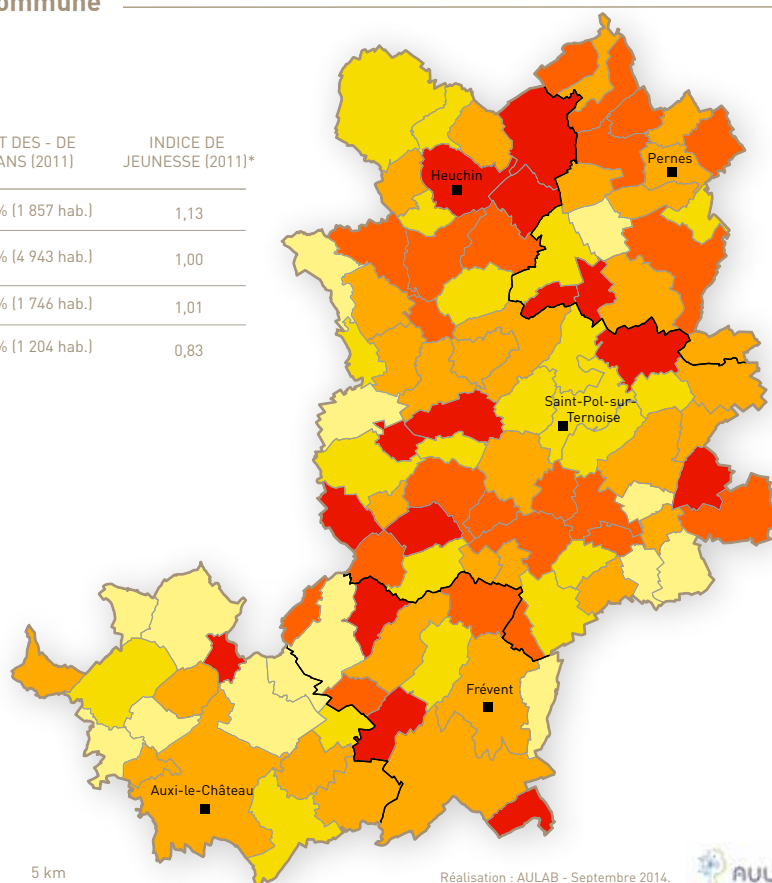 T DES - DE
ANS (2011)
INDICE DE
JEUNESSE (2011)*
% (1 857 hab.)
1,13
% (4 943 hab.)
1,00
% (1 746 hab.)
1,01
% (1 204 hab.)
0,83
Pernes
Heuchin
Saint-Pol-sur-
Ternoise
Frévent
Auxi-le-Château
5 km
Réalisation : AULAB - Septembre 2014.